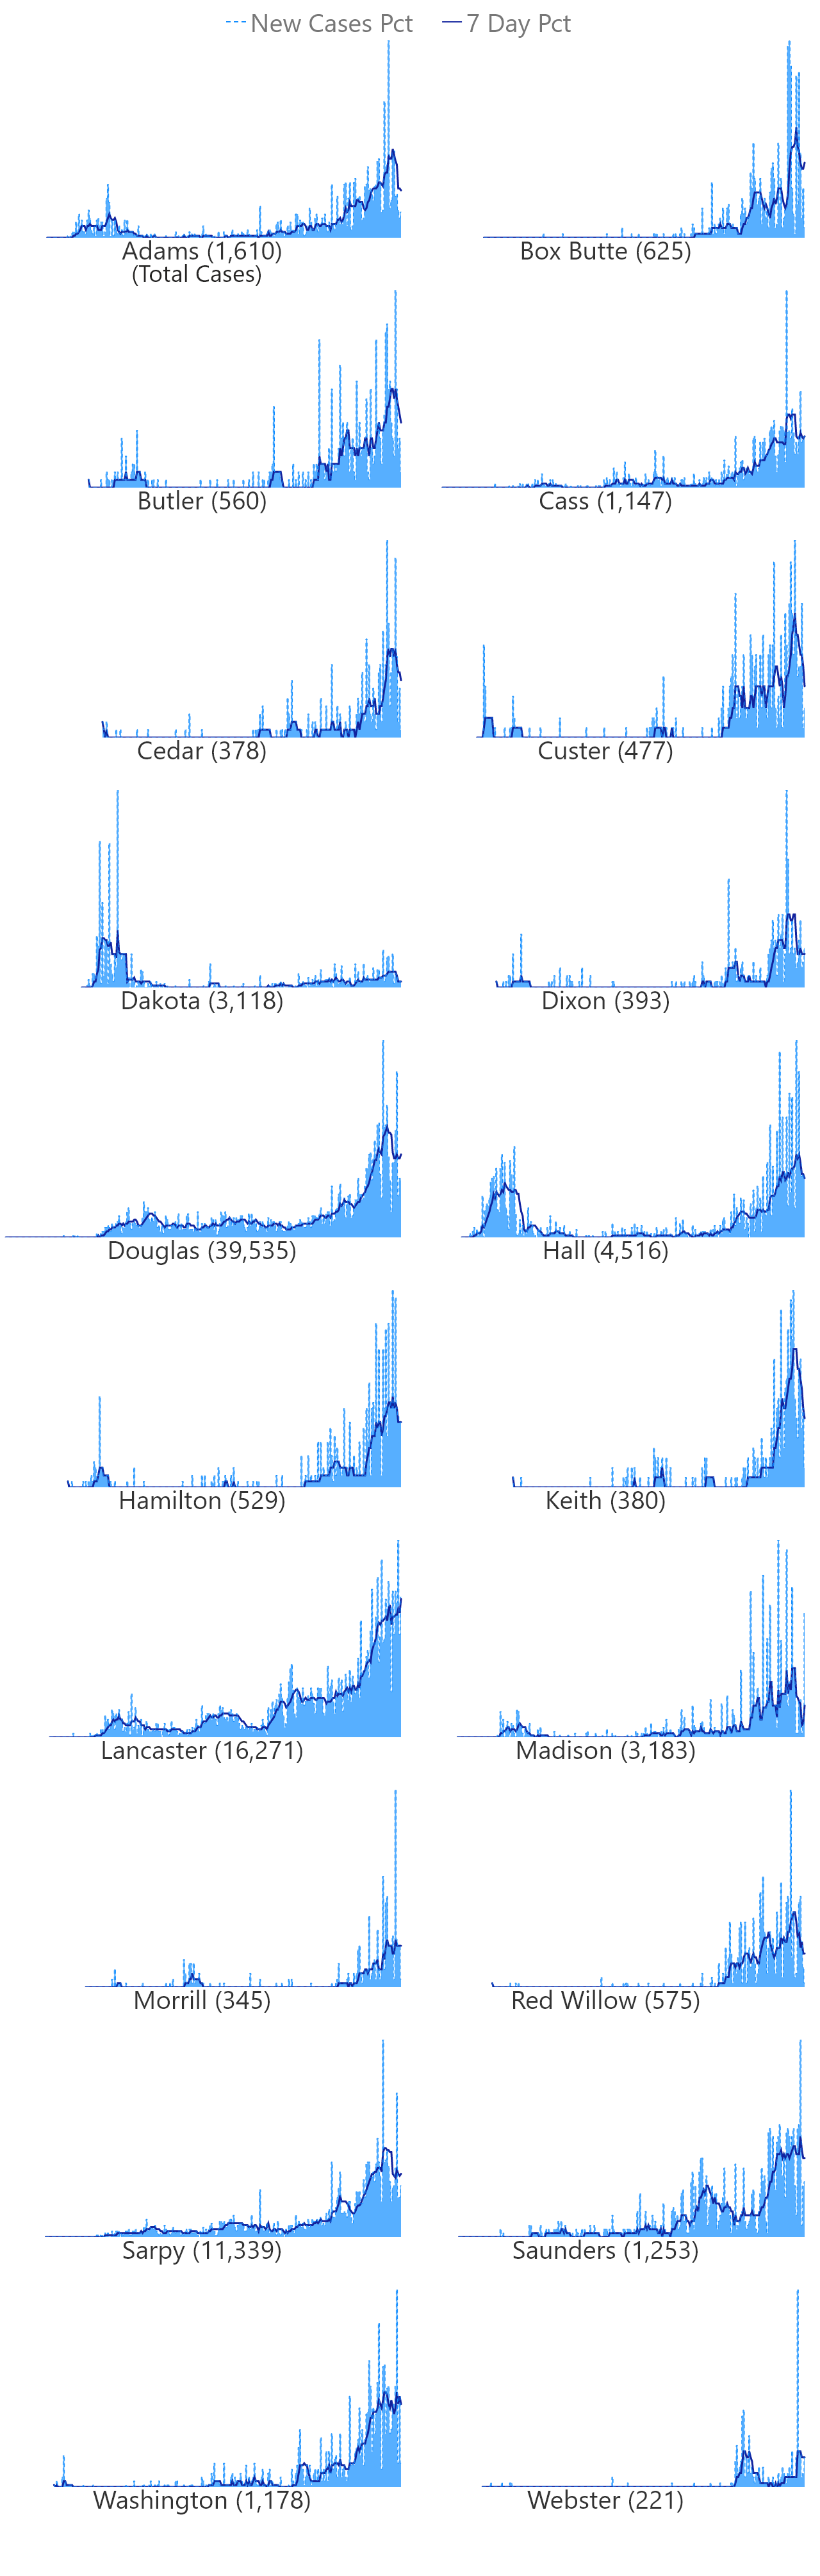 New Cases Pct 7 Day Pct
Adams (1,610) Box Butte (625)
(Total Cases)
Butler (560) Cass (1,147)
Cedar (378) Custer (477)
Dakota (3,118) Dixon (393)
Douglas (39,535) Hall (4,516)
Hamilton (529) Keith (380)
Lancaster (16,271) Madison (3,183)
Morrill (345) Red Willow (575)
Sarpy (11,339) Saunders (1,253)
Washington (1,178) Webster (221)